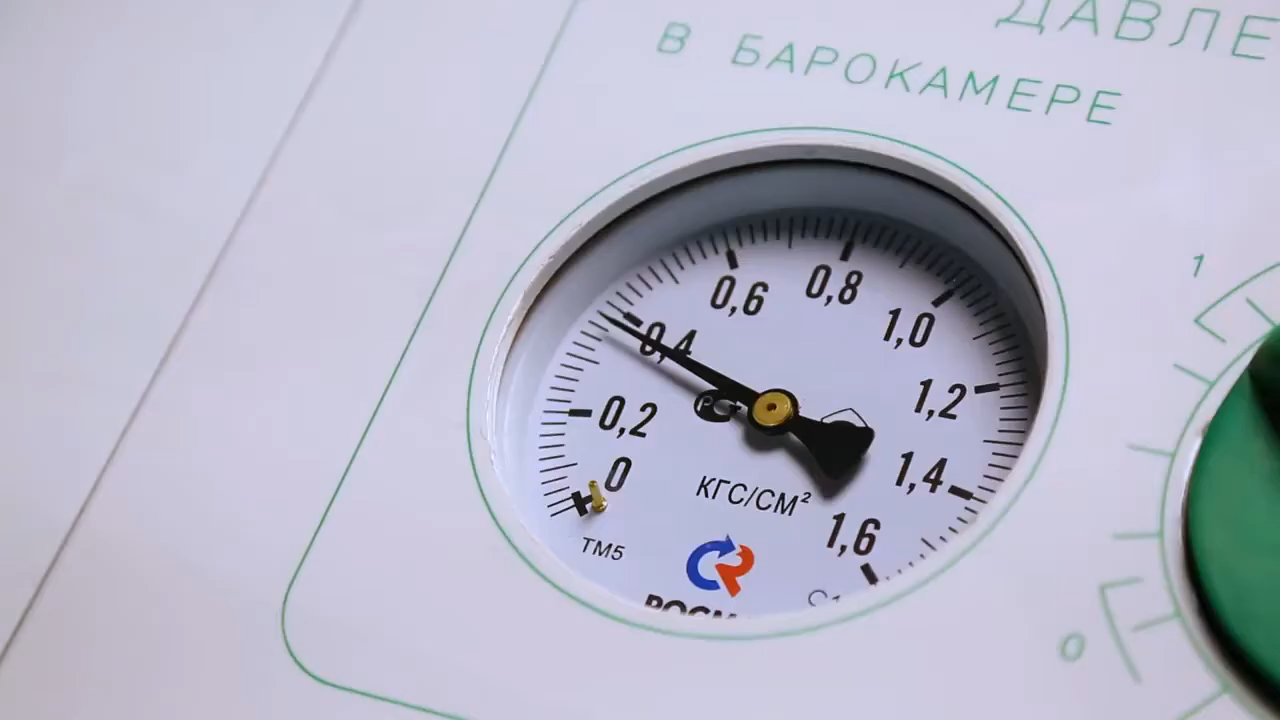 ДАВЛЕ
В БАРОКАМЕРЕ
0
0,2
0,4
0,6
0,8
1,0
1,2
1,4
1,6
КГС/СМ²
ТМ5
РОСМ
1
0